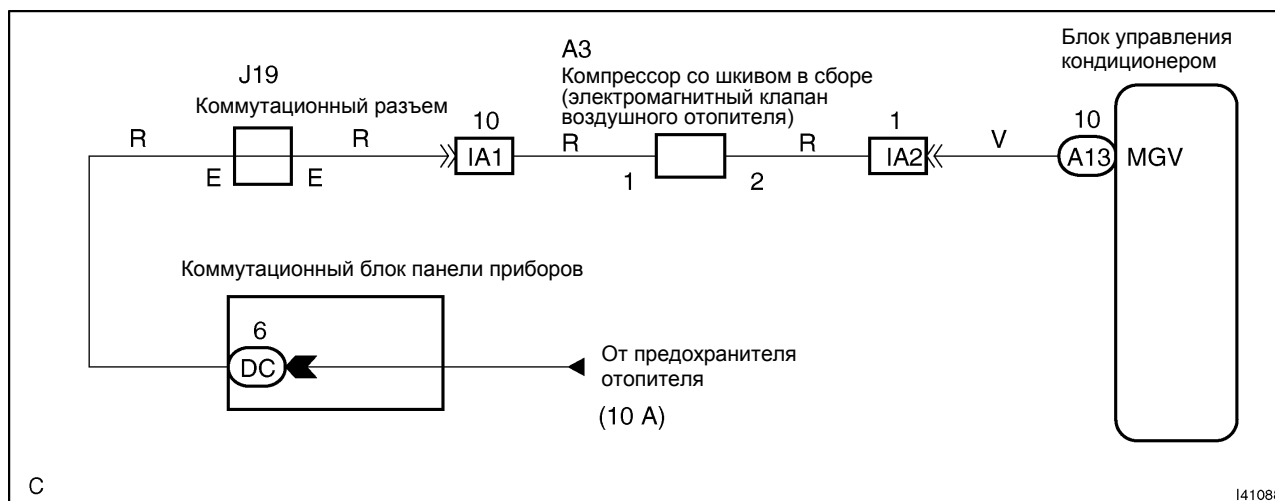 J19
Коммутационный разъем
A3
Компрессор со шкивом в сборе
(электромагнитный клапан
воздушного отопителя)
Блок управления
кондиционером
R
E
E
R
10
IA1
R
1
2
R
1
IA2
V
10
A13
MGV
Коммутационный блок панели приборов
6
DC
От предохранителя
отопителя
(10 A)
C